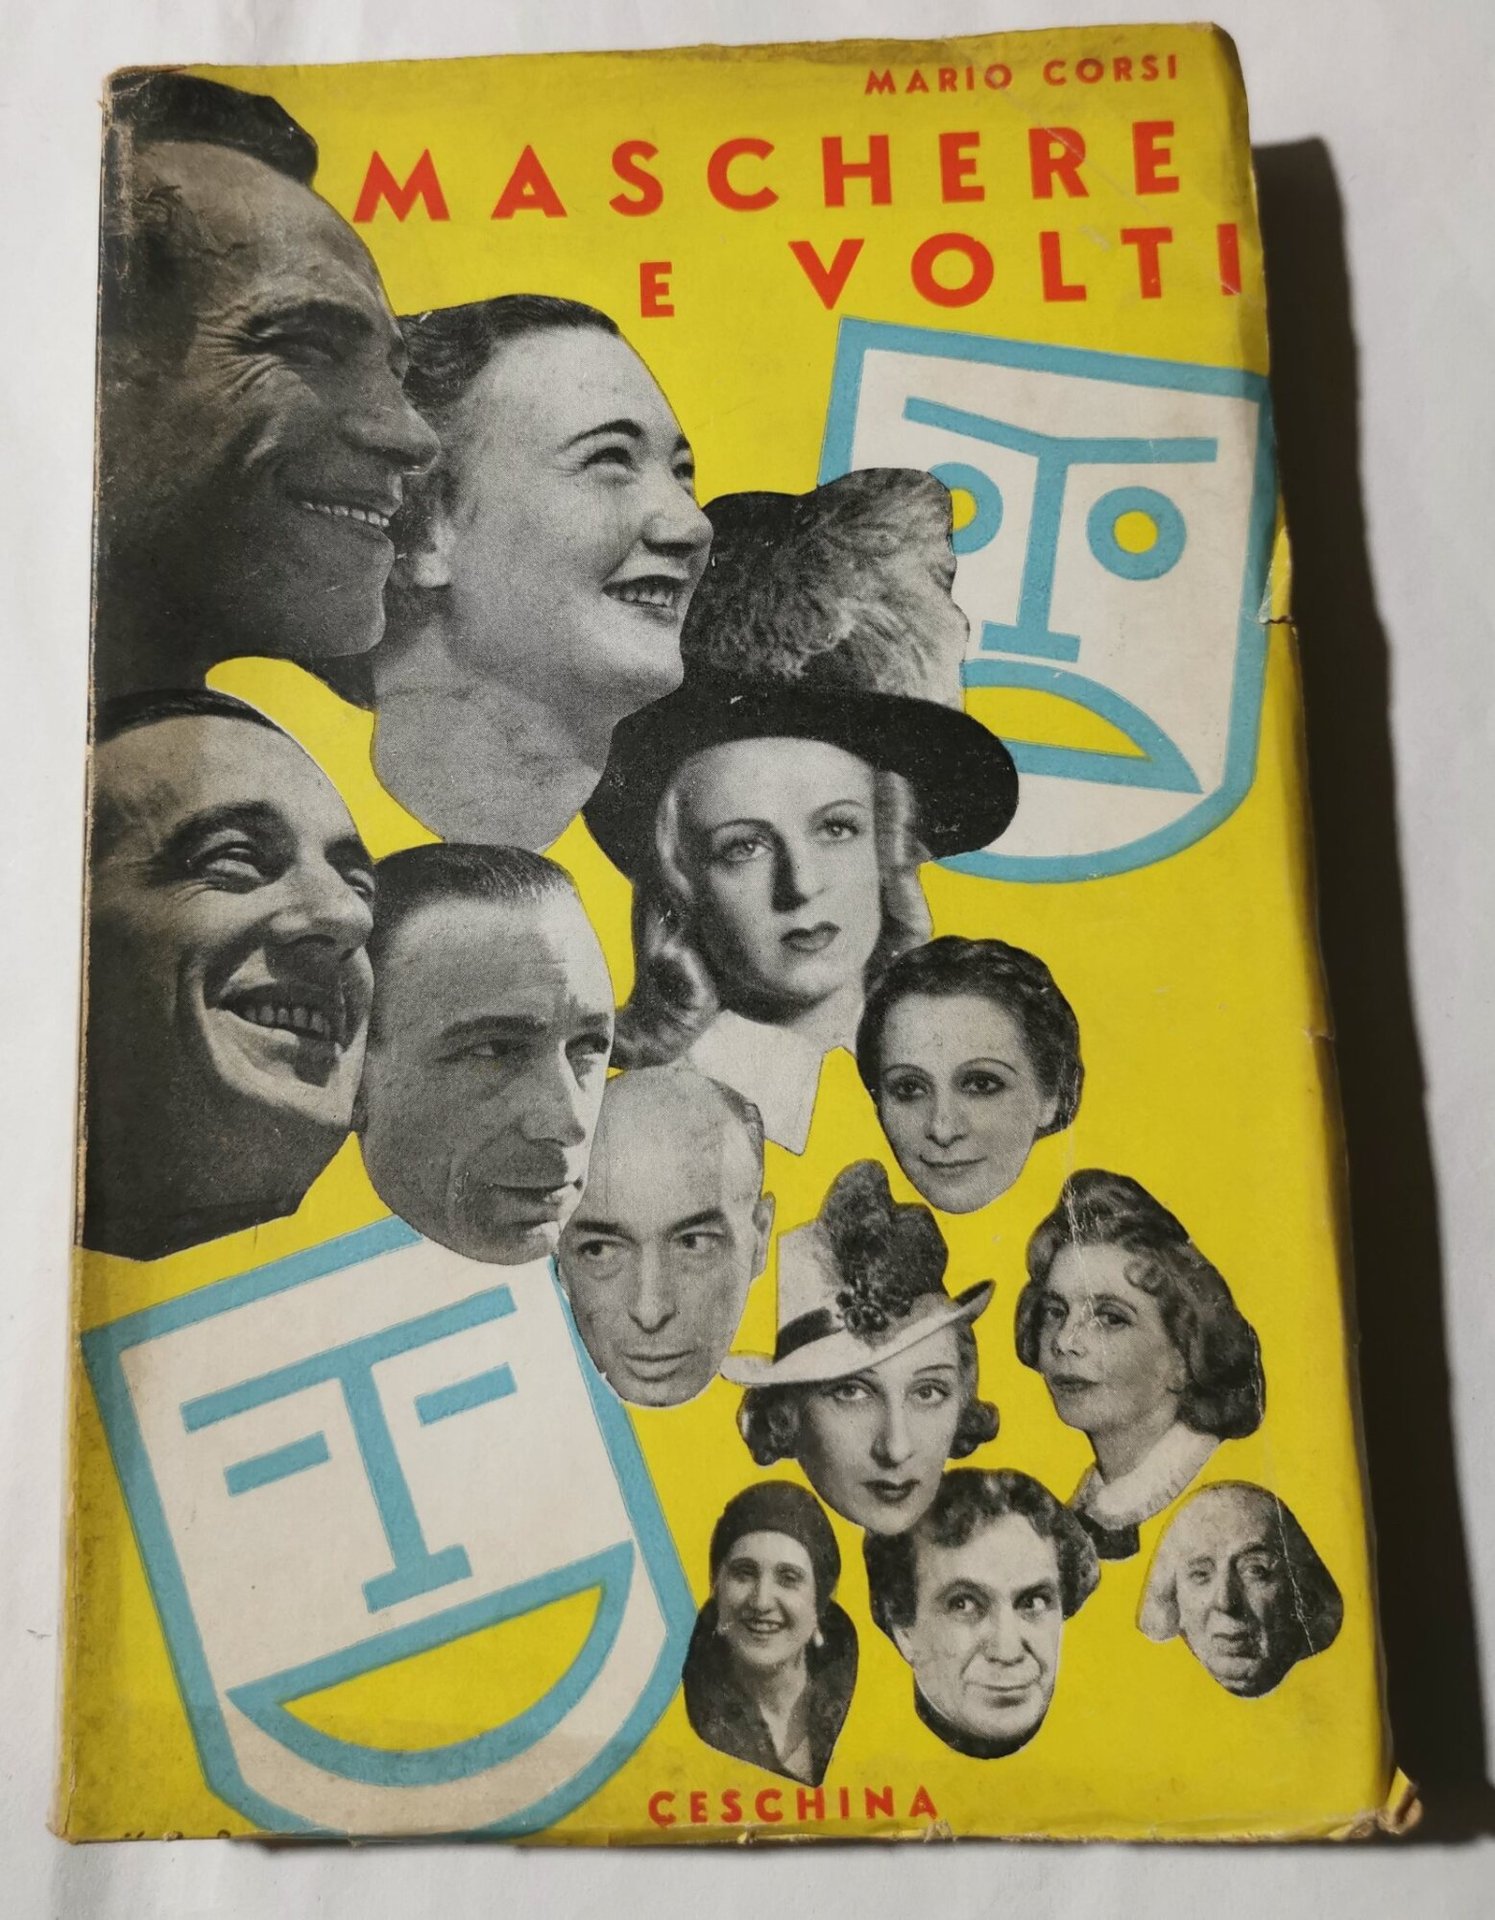 MARIO CORSI
MASCHERE
E VOLTI
CESCHINA